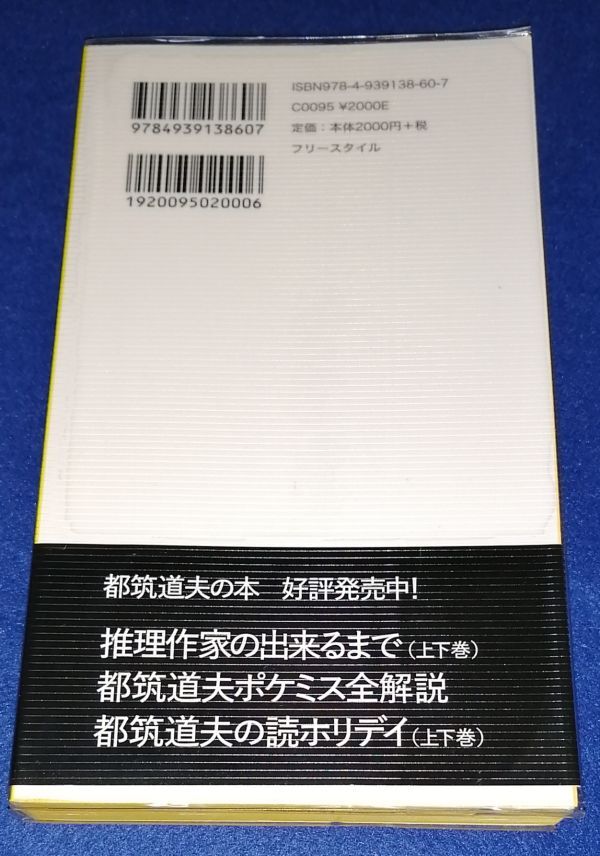 ISBN978-4-939138-60-7
C0095 ¥2000E
定価：本体2000円＋税
フリースタイル
9784939138607
1920095020006
都筑道夫の本　好評発売中!
推理作家の出来るまで（上下巻）
都筑道夫ポケミス全解説
都筑道夫の読ホリデイ（上下巻）